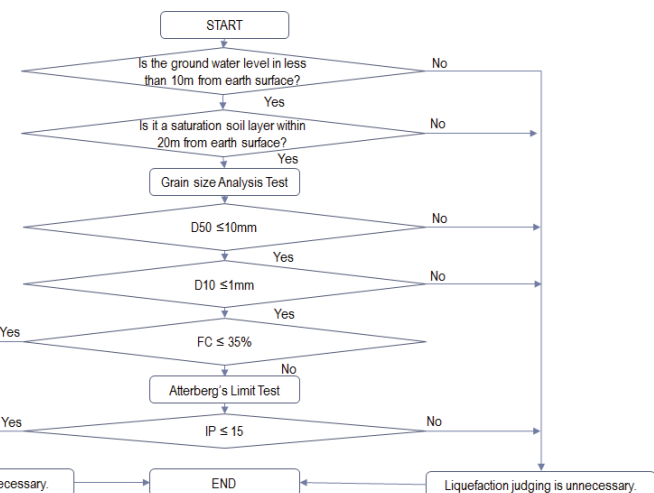 START
Is the ground water level in less
than 10m from earth surface?
No
Yes
Is it a saturation soil layer within
20m from earth surface?
No
Yes
Grain size Analysis Test
D50 ≤10mm
No
Yes
D10 ≤1mm
No
Yes
Yes
FC ≤ 35%
No
Atterberg's Limit Test
Yes
IP ≤ 15
No
END
Liquefaction judging is unnecessary.